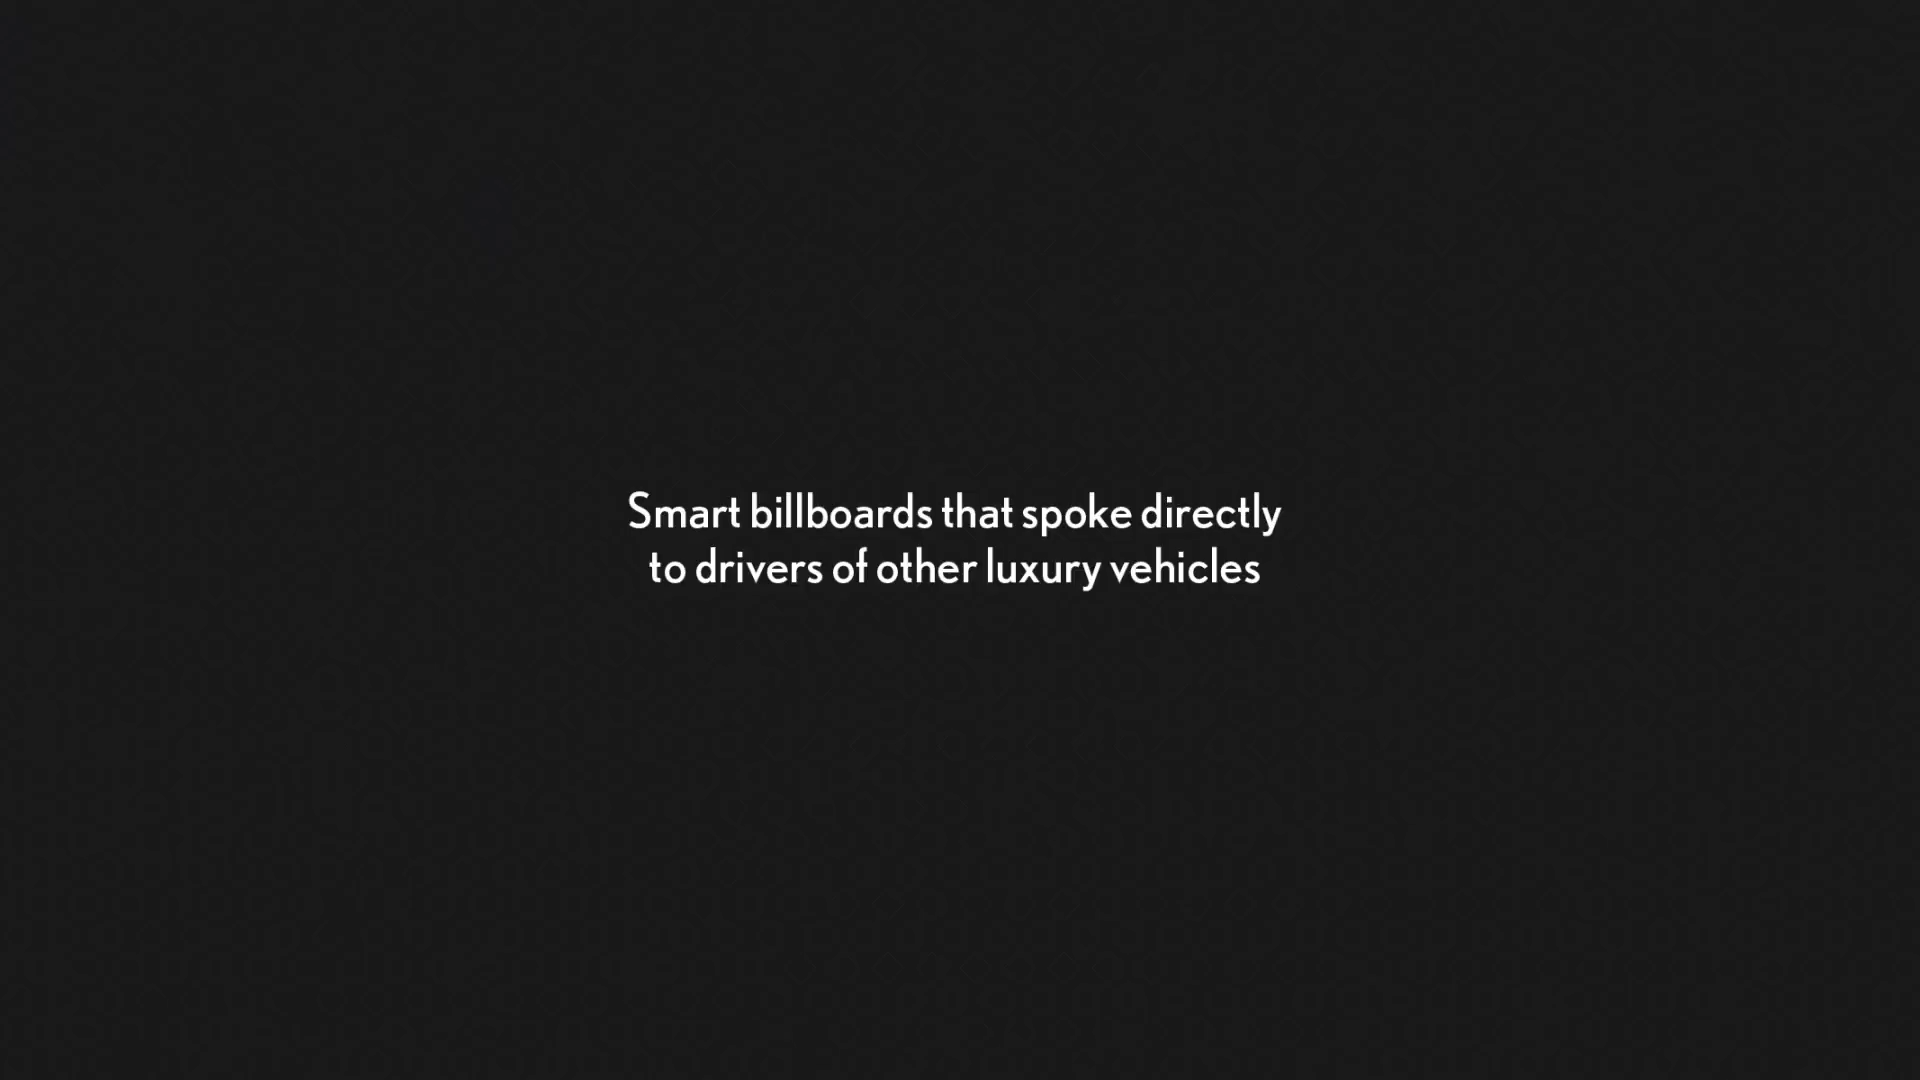 Smart billboards that spoke directly
to drivers of other luxury vehicles